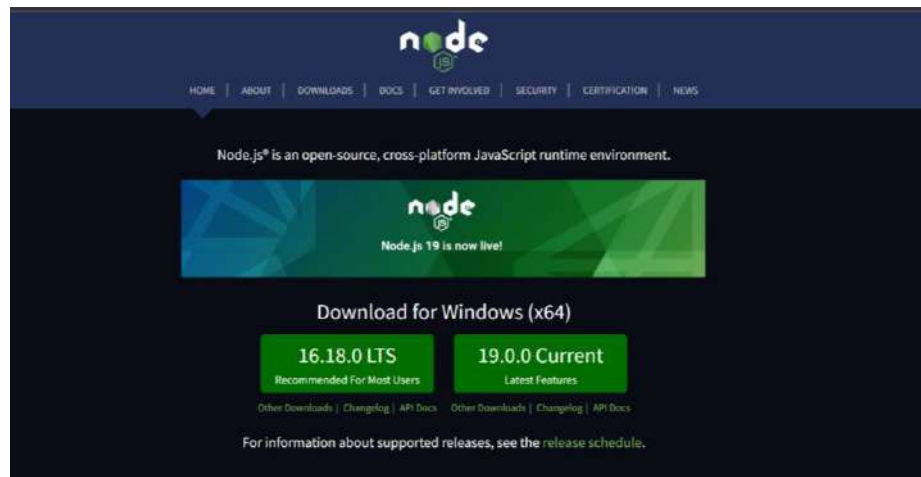 node
JS
HOME | ABOUT | DOWNLOADS | DOCS | GET INVOLVED | SECURITY | CERTIFICATION | NEWS
Node.js® is an open-source, cross-platform JavaScript runtime environment.
node
JS
Node.js 19 is now live!
Download for Windows (x64)
16.18.0 LTS
Recommended For Most Users
19.0.0 Current
Latest Features
Other Downloads | Changelog | API Docs
Other Downloads | Changelog | API Docs
For information about supported releases, see the release schedule.